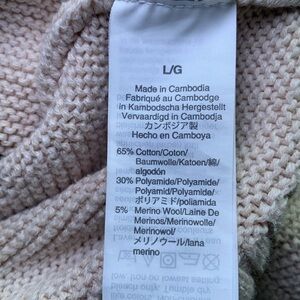 L/G
Made in Cambodia
Fabriqué au Cambodge
in Kambodscha Hergestellt
Vervaardigd in Cambodja
カンボジア製
Hecho en Camboya
65% Cotton/Coton/
Baumwolle/Katoen/綿/
algodón
30% Polyamide/Polyamide/
Polyamid/Polyamide/
ポリアミド/poliamida
5% Merino Wool/Laine De
Merinos/Merinowolle/
Merinowol/
メリノウール/lana
merino